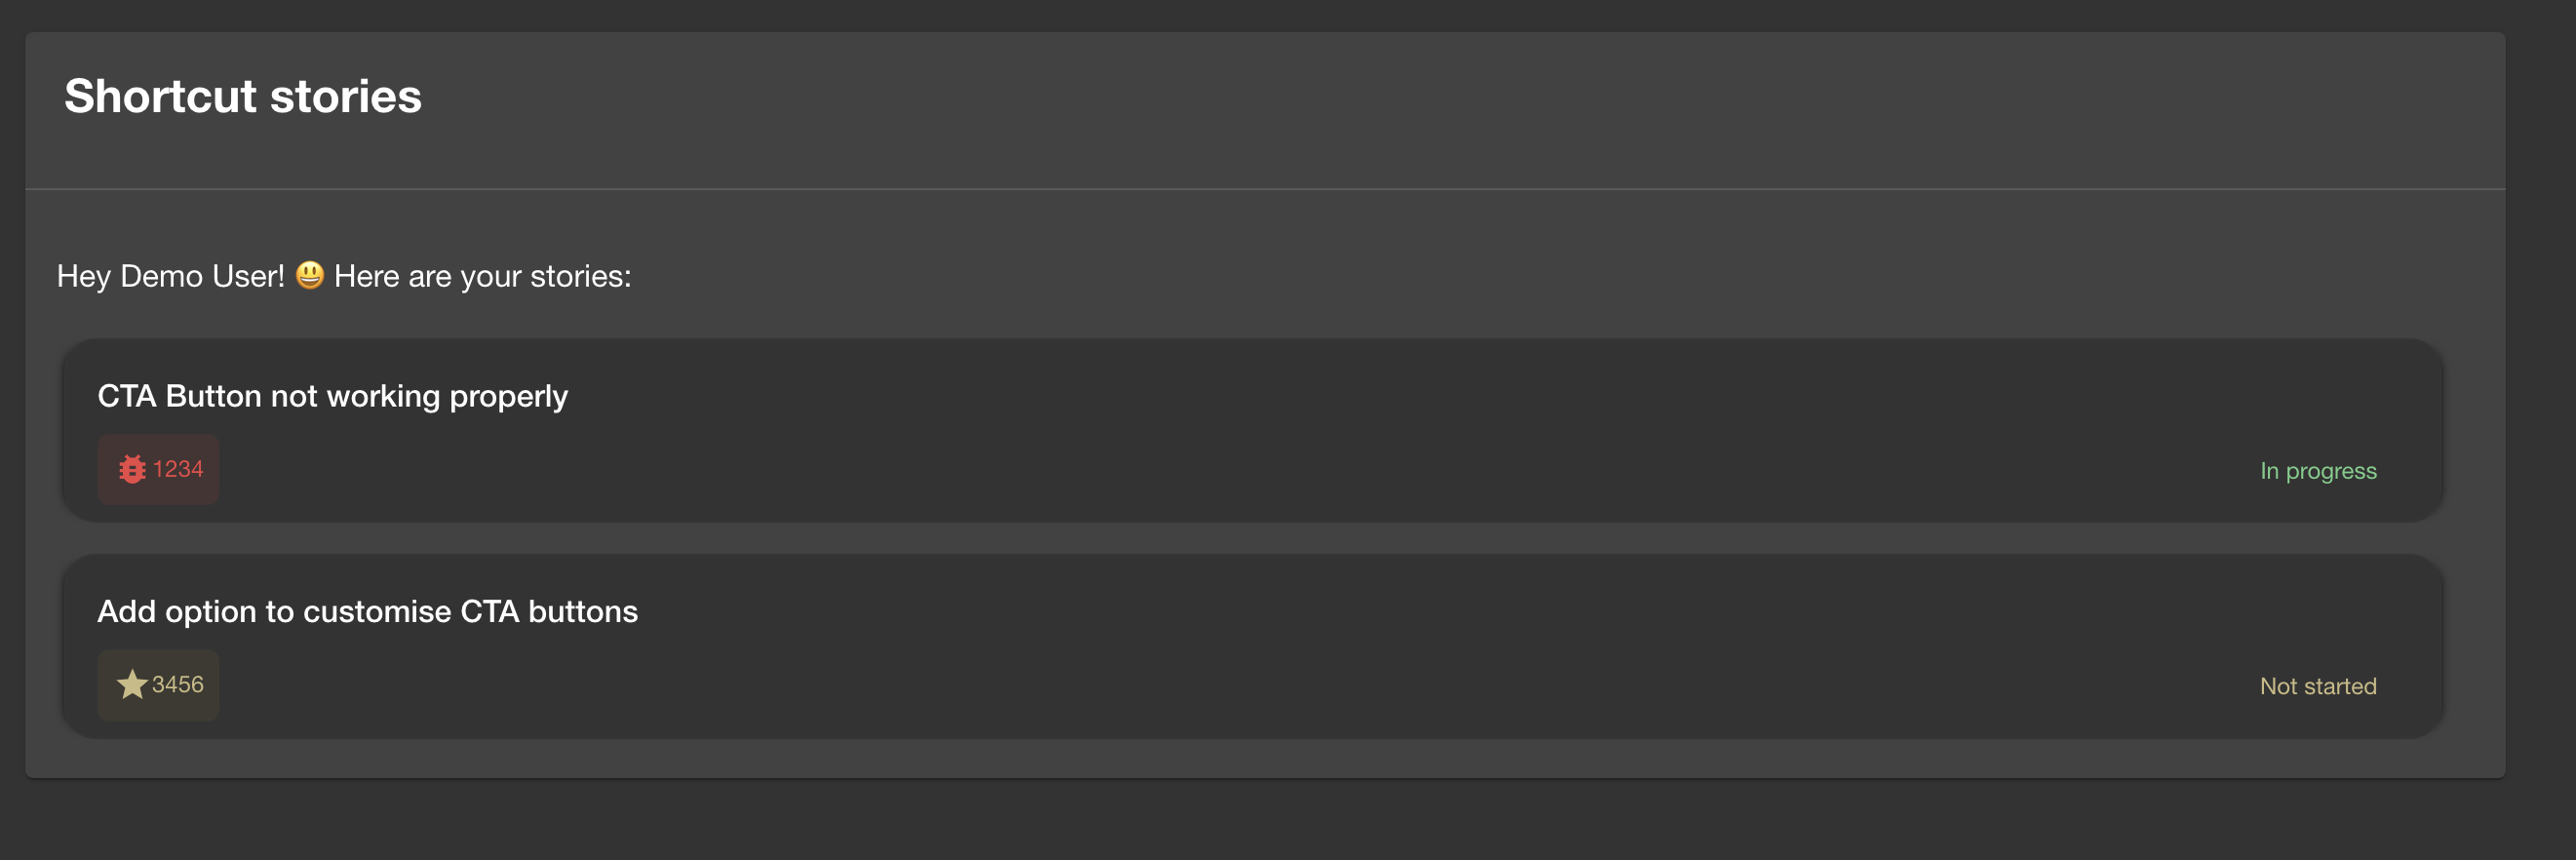 Shortcut stories
Hey Demo User! 😃 Here are your stories:
CTA Button not working properly
1234
In progress
Add option to customise CTA buttons
3456
Not started